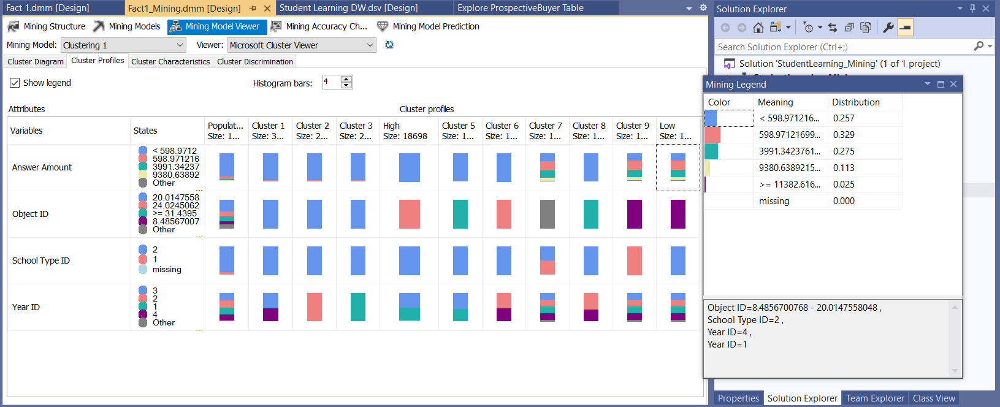 Fact 1.dmm [Design]
Fact1_Mining.dmm [Design]
Student Learning DW.dsv [Design]
Explore ProspectiveBuyer Table
Mining Structure
Mining Models
Mining Model Viewer
Mining Accuracy Ch...
Mining Model Prediction
Mining Model: Clustering 1
Viewer: Microsoft Cluster Viewer
Cluster Diagram
Cluster Profiles
Cluster Characteristics
Cluster Discrimination
Show legend
Histogram bars: 4
Attributes
Cluster profiles
Variables
States
Populat... Size: 1...
Cluster 1 Size: 3...
Cluster 2 Size: 2...
Cluster 3 Size: 2...
High Size: 18698
Cluster 5 Size: 1...
Cluster 6 Size: 1...
Cluster 7 Size: 1...
Cluster 8 Size: 1...
Cluster 9 Size: 1...
Low Size: 1...
Answer Amount
< 598.9712
598.971216
3991.34237
9380.63892
Other
...
Object ID
20.0147558
24.0245062
>= 31.4395
8.48567007
Other
...
School Type ID
2
1
missing
Year ID
3
2
1
4
Other
...
Solution Explorer
Search Solution Explorer (Ctrl+;)
Solution 'StudentLearning_Mining' (1 of 1 project)
Mining Legend
Color Meaning Distribution
< 598.971216... 0.257
598.97121699... 0.329
3991.3423761... 0.275
9380.6389215... 0.113
>= 11382.616... 0.025
missing 0.000
Object ID=8.4856700768 - 20.0147558048 ,
School Type ID=2 ,
Year ID=4 ,
Year ID=1
Properties
Solution Explorer
Team Explorer
Class View